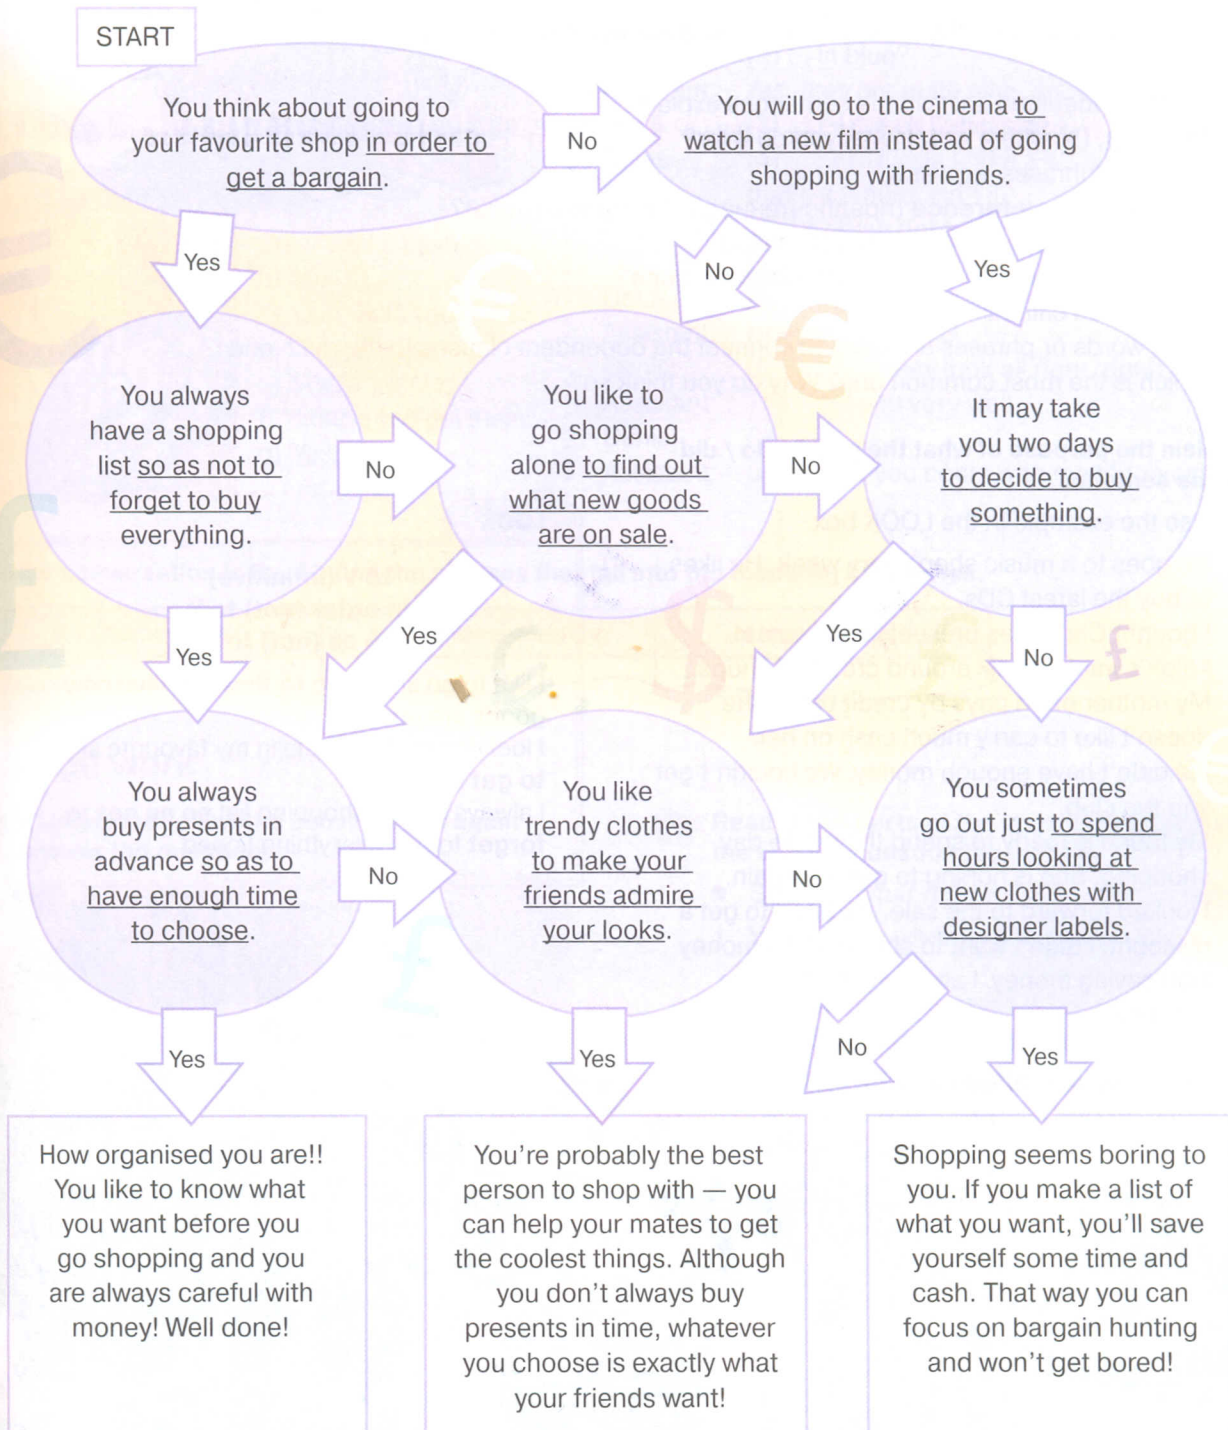 START
You think about going to
your favourite shop in order to
get a bargain.
No
You will go to the cinema to
watch a new film instead of going
shopping with friends.
Yes
No
Yes
You always
have a shopping
list so as not to
forget to buy
everything.
No
You like to
go shopping
alone to find out
what new goods
are on sale.
No
It may take
you two days
to decide to buy
something.
Yes
Yes
Yes
No
You always
buy presents in
advance so as to
have enough time
to choose.
No
You like
trendy clothes
to make your
friends admire
your looks.
No
You sometimes
go out just to spend
hours looking at
new clothes with
designer labels.
Yes
Yes
No
Yes
How organised you are!!
You like to know what
you want before you
go shopping and you
are always careful with
money! Well done!
You're probably the best
person to shop with — you
can help your mates to get
the coolest things. Although
you don't always buy
presents in time, whatever
you choose is exactly what
your friends want!
Shopping seems boring to
you. If you make a list of
what you want, you'll save
yourself some time and
cash. That way you can
focus on bargain hunting
and won't get bored!